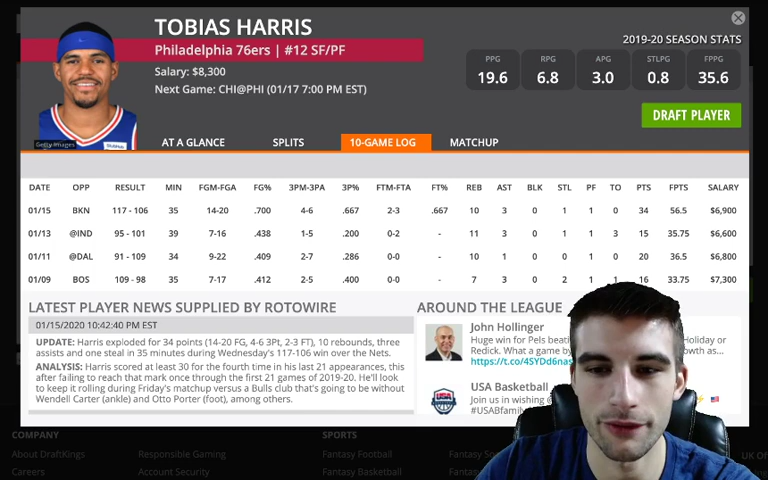 TOBIAS HARRIS
Philadelphia 76ers | #12 SF/PF
Salary: $8,300
Next Game: CHI@PHI (01/17 7:00 PM EST)
2019-20 SEASON STATS
PPG RPG APG STLPG FPPG
19.6 6.8 3.0 0.8 35.6
DRAFT PLAYER
Getty Images
AT A GLANCE SPLITS 10-GAME LOG MATCHUP
DATE OPP RESULT MIN FGM-FGA FG% 3PM-3PA 3P% FTM-FTA FT% REB AST BLK STL PF TO PTS FPTS SALARY
01/15 BKN 117 - 106 35 14-20 .700 4-6 .667 2-3 .667 10 3 0 1 1 0 34 56.5 $6,900
01/13 @IND 95 - 101 39 7-16 .438 1-5 .200 0-2 - 11 3 0 1 1 3 15 35.75 $6,600
01/11 @DAL 91 - 109 34 9-22 .409 2-7 .286 0-0 - 10 1 0 0 1 0 20 36.5 $6,800
01/09 BOS 109 - 98 35 7-17 .412 2-5 .400 0-0 - 7 3 0 2 1 1 16 33.75 $7,300
LATEST PLAYER NEWS SUPPLIED BY ROTOWIRE
01/15/2020 10:42:40 PM EST
UPDATE: Harris exploded for 34 points (14-20 FG, 4-6 3Pt, 2-3 FT), 10 rebounds, three
assists and one steal in 35 minutes during Wednesday's 117-106 win over the Nets.
ANALYSIS: Harris scored at least 30 for the fourth time in his last 21 appearances, this
after failing to reach that mark once through the first 21 games of 2019-20. He'll look
to keep it rolling during Friday's matchup versus a Bulls club that's going to be without
Wendell Carter (ankle) and Otto Porter (foot), among others.
AROUND THE LEAGUE
John Hollinger
Huge win for Pels beati Holiday or
Redick. What a game by owth as...
https://t.co/4SYDd6nas
USA Basketball
Join us in wishing @
#USABfamily
COMPANY SPORTS
About DraftKings Responsible Gaming Fantasy Football Fantasy
Careers Account Security Fantasy Basketball Fantasy
UK